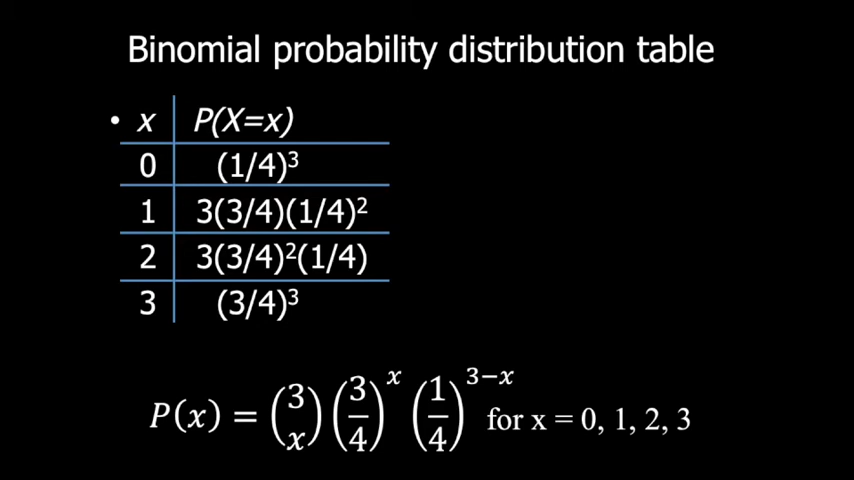 Binomial probability distribution table
• x P(X=x)
0 (1/4)³
1 3(3/4)(1/4)²
2 3(3/4)²(1/4)
3 (3/4)³
P(x) = (3 x) (3/4)^x (1/4)^(3−x) for x = 0, 1, 2, 3